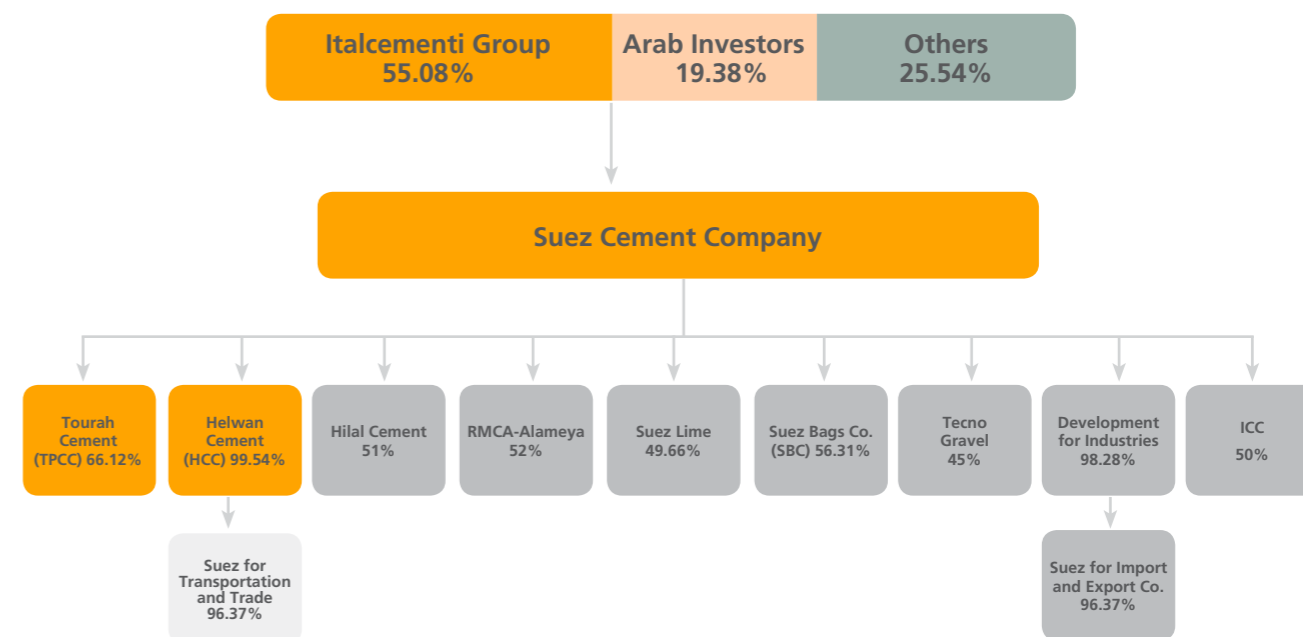 Italcementi Group
55.08%
Arab Investors
19.38%
Others
25.54%
Suez Cement Company
Tourah
Cement
(TPCC) 66.12%
Helwan
Cement
(HCC) 99.54%
Hilal Cement
51%
RMCA-Alameya
52%
Suez Lime
49.66%
Suez Bags Co.
(SBC) 56.31%
Tecno
Gravel
45%
Development
for Industries
98.28%
ICC
50%
Suez for
Transportation
and Trade
96.37%
Suez for Import
and Export Co.
96.37%